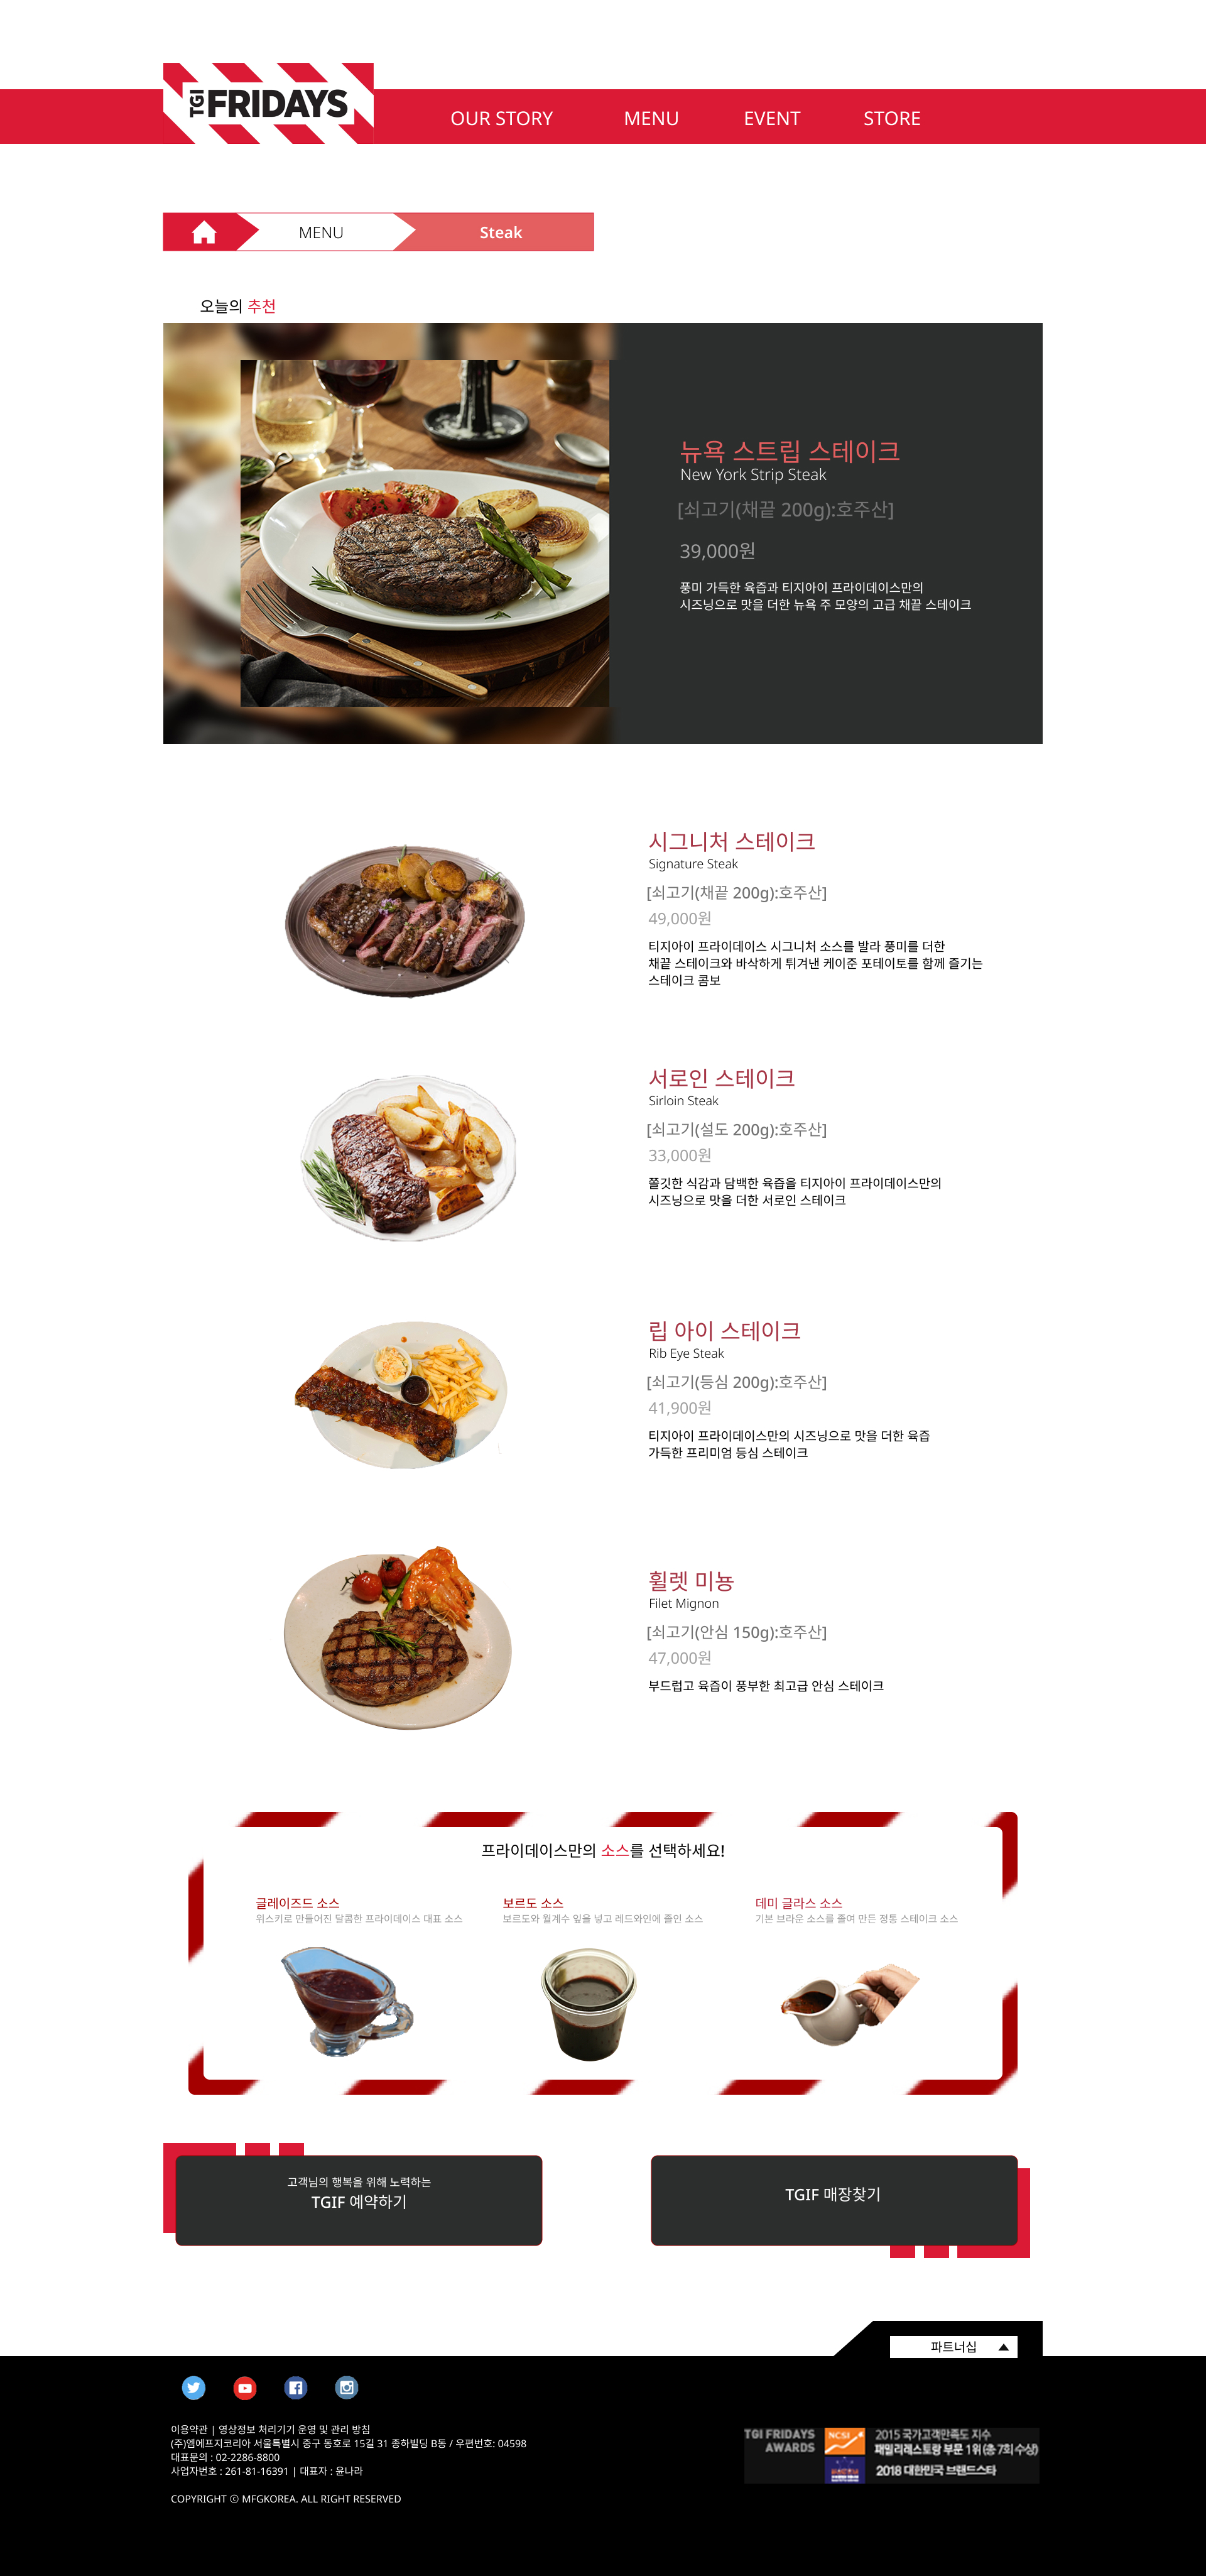 TGI FRIDAYS
OUR STORY MENU EVENT STORE
MENU Steak
오늘의 추천
뉴욕 스트립 스테이크
New York Strip Steak
[쇠고기(채끝 200g):호주산]
39,000원
풍미 가득한 육즙과 티지아이 프라이데이스만의
시즈닝으로 맛을 더한 뉴욕 주 모양의 고급 채끝 스테이크
시그니처 스테이크
Signature Steak
[쇠고기(채끝 200g):호주산]
49,000원
티지아이 프라이데이스 시그니처 소스를 발라 풍미를 더한
채끝 스테이크와 바삭하게 튀겨낸 케이준 포테이토를 함께 즐기는
스테이크 콤보
서로인 스테이크
Sirloin Steak
[쇠고기(설도 200g):호주산]
33,000원
쫄깃한 식감과 담백한 육즙을 티지아이 프라이데이스만의
시즈닝으로 맛을 더한 서로인 스테이크
립 아이 스테이크
Rib Eye Steak
[쇠고기(등심 200g):호주산]
41,900원
티지아이 프라이데이스만의 시즈닝으로 맛을 더한 육즙
가득한 프리미엄 등심 스테이크
휠렛 미뇽
Filet Mignon
[쇠고기(안심 150g):호주산]
47,000원
부드럽고 육즙이 풍부한 최고급 안심 스테이크
프라이데이스만의 소스를 선택하세요!
글레이즈드 소스
위스키로 만들어진 달콤한 프라이데이스 대표 소스
보르도 소스
보르도와 월계수 잎을 넣고 레드와인에 졸인 소스
데미 글라스 소스
기본 브라운 소스를 졸여 만든 정통 스테이크 소스
고객님의 행복을 위해 노력하는
TGIF 예약하기
TGIF 매장찾기
파트너십 ▲
이용약관 | 영상정보 처리기기 운영 및 관리 방침
(주)엠에프지코리아 서울특별시 중구 동호로 15길 31 종하빌딩 B동 / 우편번호: 04598
대표문의 : 02-2286-8800
사업자번호 : 261-81-16391 | 대표자 : 윤나라
COPYRIGHT ⓒ MFGKOREA. ALL RIGHT RESERVED
TGI FRIDAYS
AWARDS
NCSI
2015 국가고객만족도 지수
패밀리레스토랑 부문 1위 (총 7회 수상)
2018 대한민국 브랜드스타